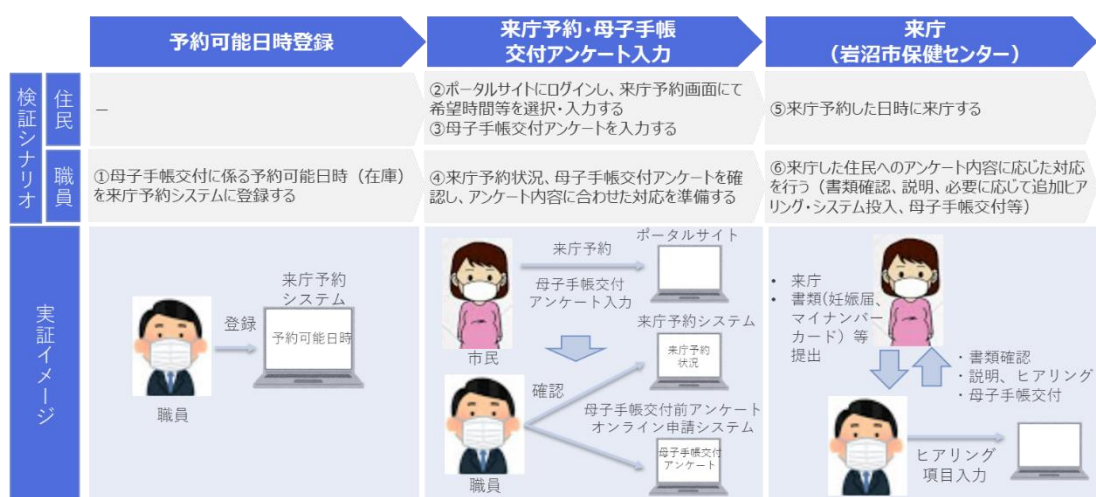 予約可能日時登録
来庁予約・母子手帳
交付アンケート入力
来庁
（岩沼市保健センター）
検証シナリオ
住民
－
②ポータルサイトにログインし、来庁予約画面にて
希望時間等を選択・入力する
③母子手帳交付アンケートを入力する
⑤来庁予約した日時に来庁する
職員
①母子手帳交付に係る予約可能日時（在庫）
を来庁予約システムに登録する
④来庁予約状況、母子手帳交付アンケートを確
認し、アンケート内容に合わせた対応を準備する
⑥来庁した住民へのアンケート内容に応じた対応
を行う（書類確認、説明、必要に応じて追加ヒア
リング・システム投入、母子手帳交付等）
実証イメージ
来庁予約
システム
登録
予約可能日時
職員
ポータルサイト
来庁予約
母子手帳交付
アンケート入力
市民
来庁予約システム
来庁予約
状況
確認
母子手帳交付前アンケート
オンライン申請システム
母子手帳交付
アンケート
職員
• 来庁
• 書類(妊娠届、
マイナンバー
カード）等
提出
・書類確認
・説明、ヒアリング
・母子手帳交付
ヒアリング
項目入力
職員